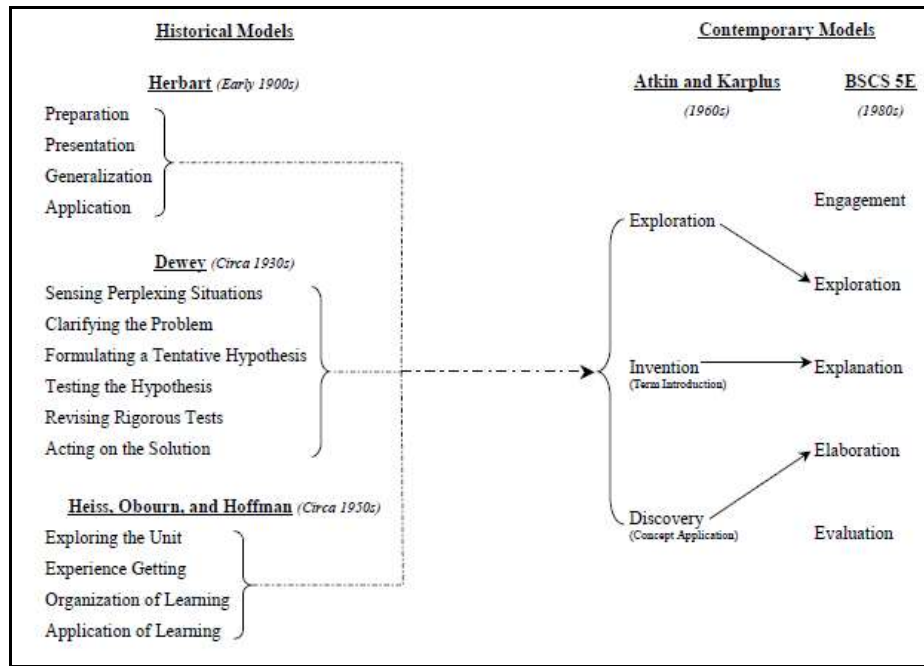 Historical Models
Herbart (Early 1900s)
Preparation
Presentation
Generalization
Application
Dewey (Circa 1930s)
Sensing Perplexing Situations
Clarifying the Problem
Formulating a Tentative Hypothesis
Testing the Hypothesis
Revising Rigorous Tests
Acting on the Solution
Heiss, Obourn, and Hoffman (Circa 1950s)
Exploring the Unit
Experience Getting
Organization of Learning
Application of Learning
Contemporary Models
Atkin and Karplus
(1960s)
Exploration
Invention
(Term Introduction)
Discovery
(Concept Application)
BSCS 5E
(1980s)
Engagement
Exploration
Explanation
Elaboration
Evaluation